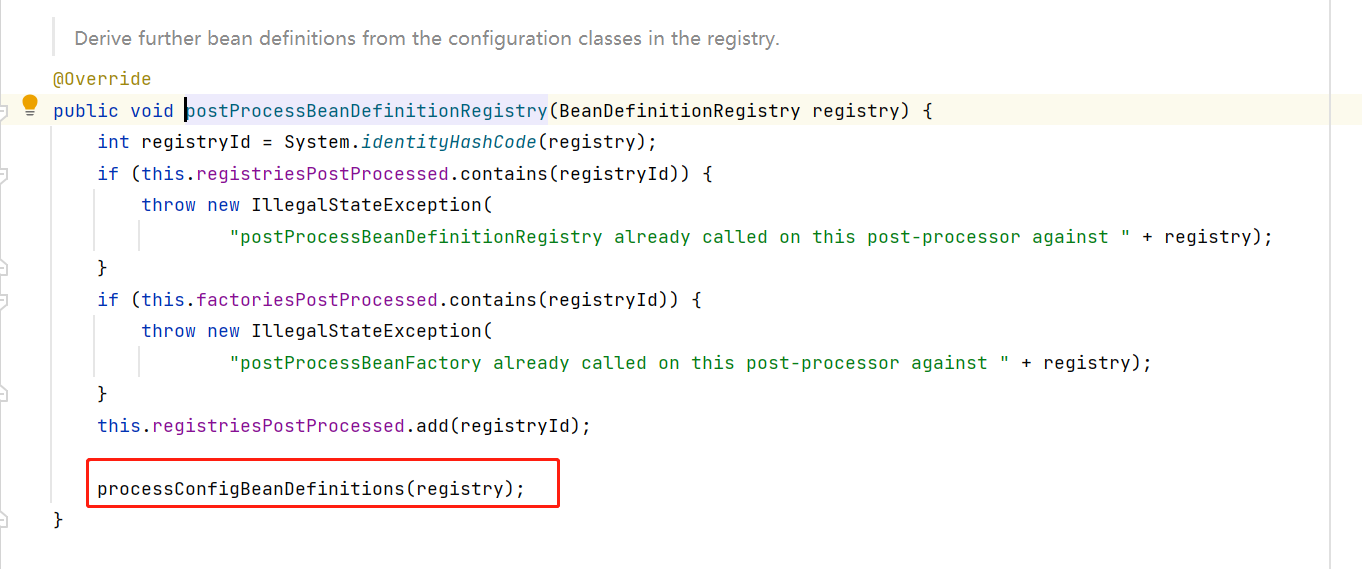 Derive further bean definitions from the configuration classes in the registry.
@Override
public void postProcessBeanDefinitionRegistry(BeanDefinitionRegistry registry) {
int registryId = System.identityHashCode(registry);
if (this.registriesPostProcessed.contains(registryId)) {
throw new IllegalStateException(
"postProcessBeanDefinitionRegistry already called on this post-processor against " + registry);
}
if (this.factoriesPostProcessed.contains(registryId)) {
throw new IllegalStateException(
"postProcessBeanFactory already called on this post-processor against " + registry);
}
this.registriesPostProcessed.add(registryId);
processConfigBeanDefinitions(registry);
}